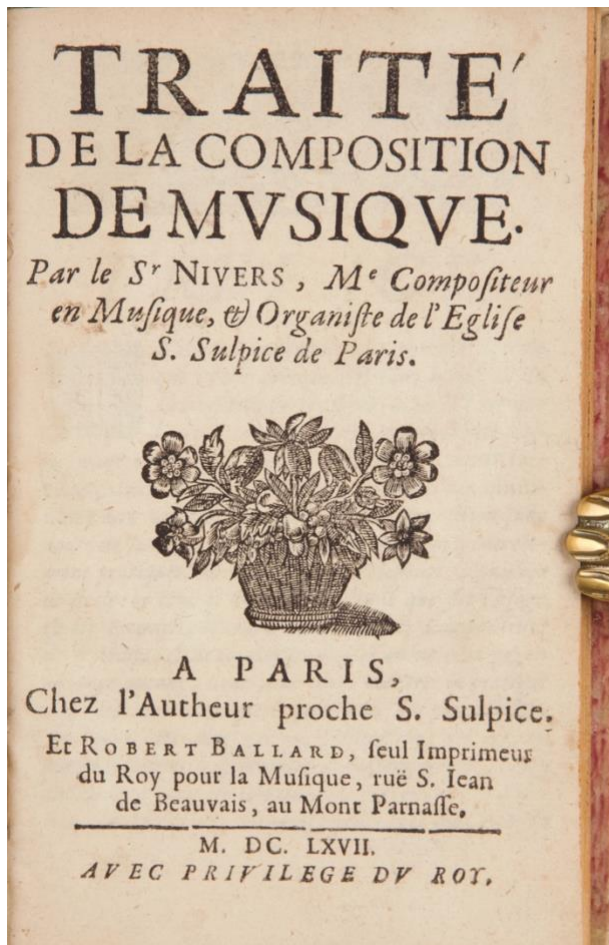 TRAITÉ
DE LA COMPOSITION
DE MVSIQVE.
Par le Sʳ NIVERS, Mᵉ Compoſiteur
en Muſique, & Organiſte de l'Egliſe
S. Sulpice de Paris.
A PARIS,
Chez l'Autheur proche S. Sulpice.
Et ROBERT BALLARD, ſeul Imprimeur
du Roy pour la Muſique, ruë S. Iean
de Beauvais, au Mont Parnaſſe.
M. DC. LXVII.
AVEC PRIVILEGE DV ROY.